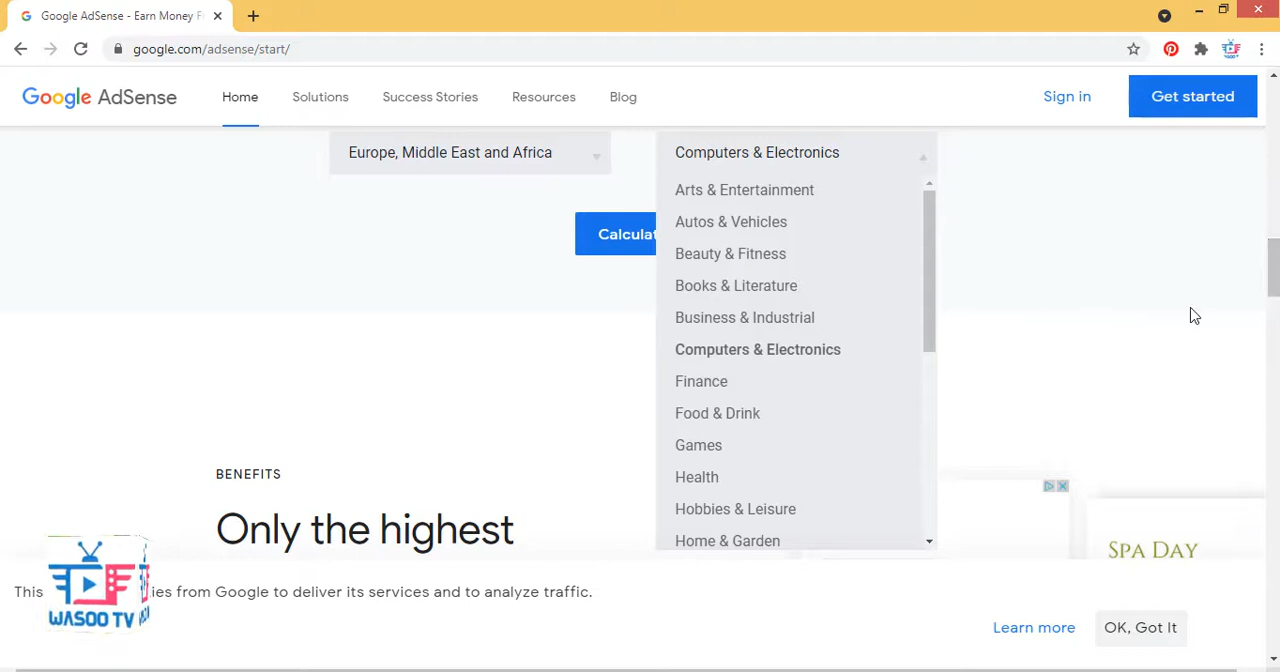 Google AdSense - Earn Money F
google.com/adsense/start/
Google AdSense
Home
Solutions
Success Stories
Resources
Blog
Sign in
Get started
Europe, Middle East and Africa
Computers & Electronics
Arts & Entertainment
Autos & Vehicles
Calculat
Beauty & Fitness
Books & Literature
Business & Industrial
Computers & Electronics
Finance
Food & Drink
Games
Health
Hobbies & Leisure
Home & Garden
BENEFITS
Only the highest
SPA DAY
This
ies from Google to deliver its services and to analyze traffic.
WASOO TV
Learn more
OK, Got It